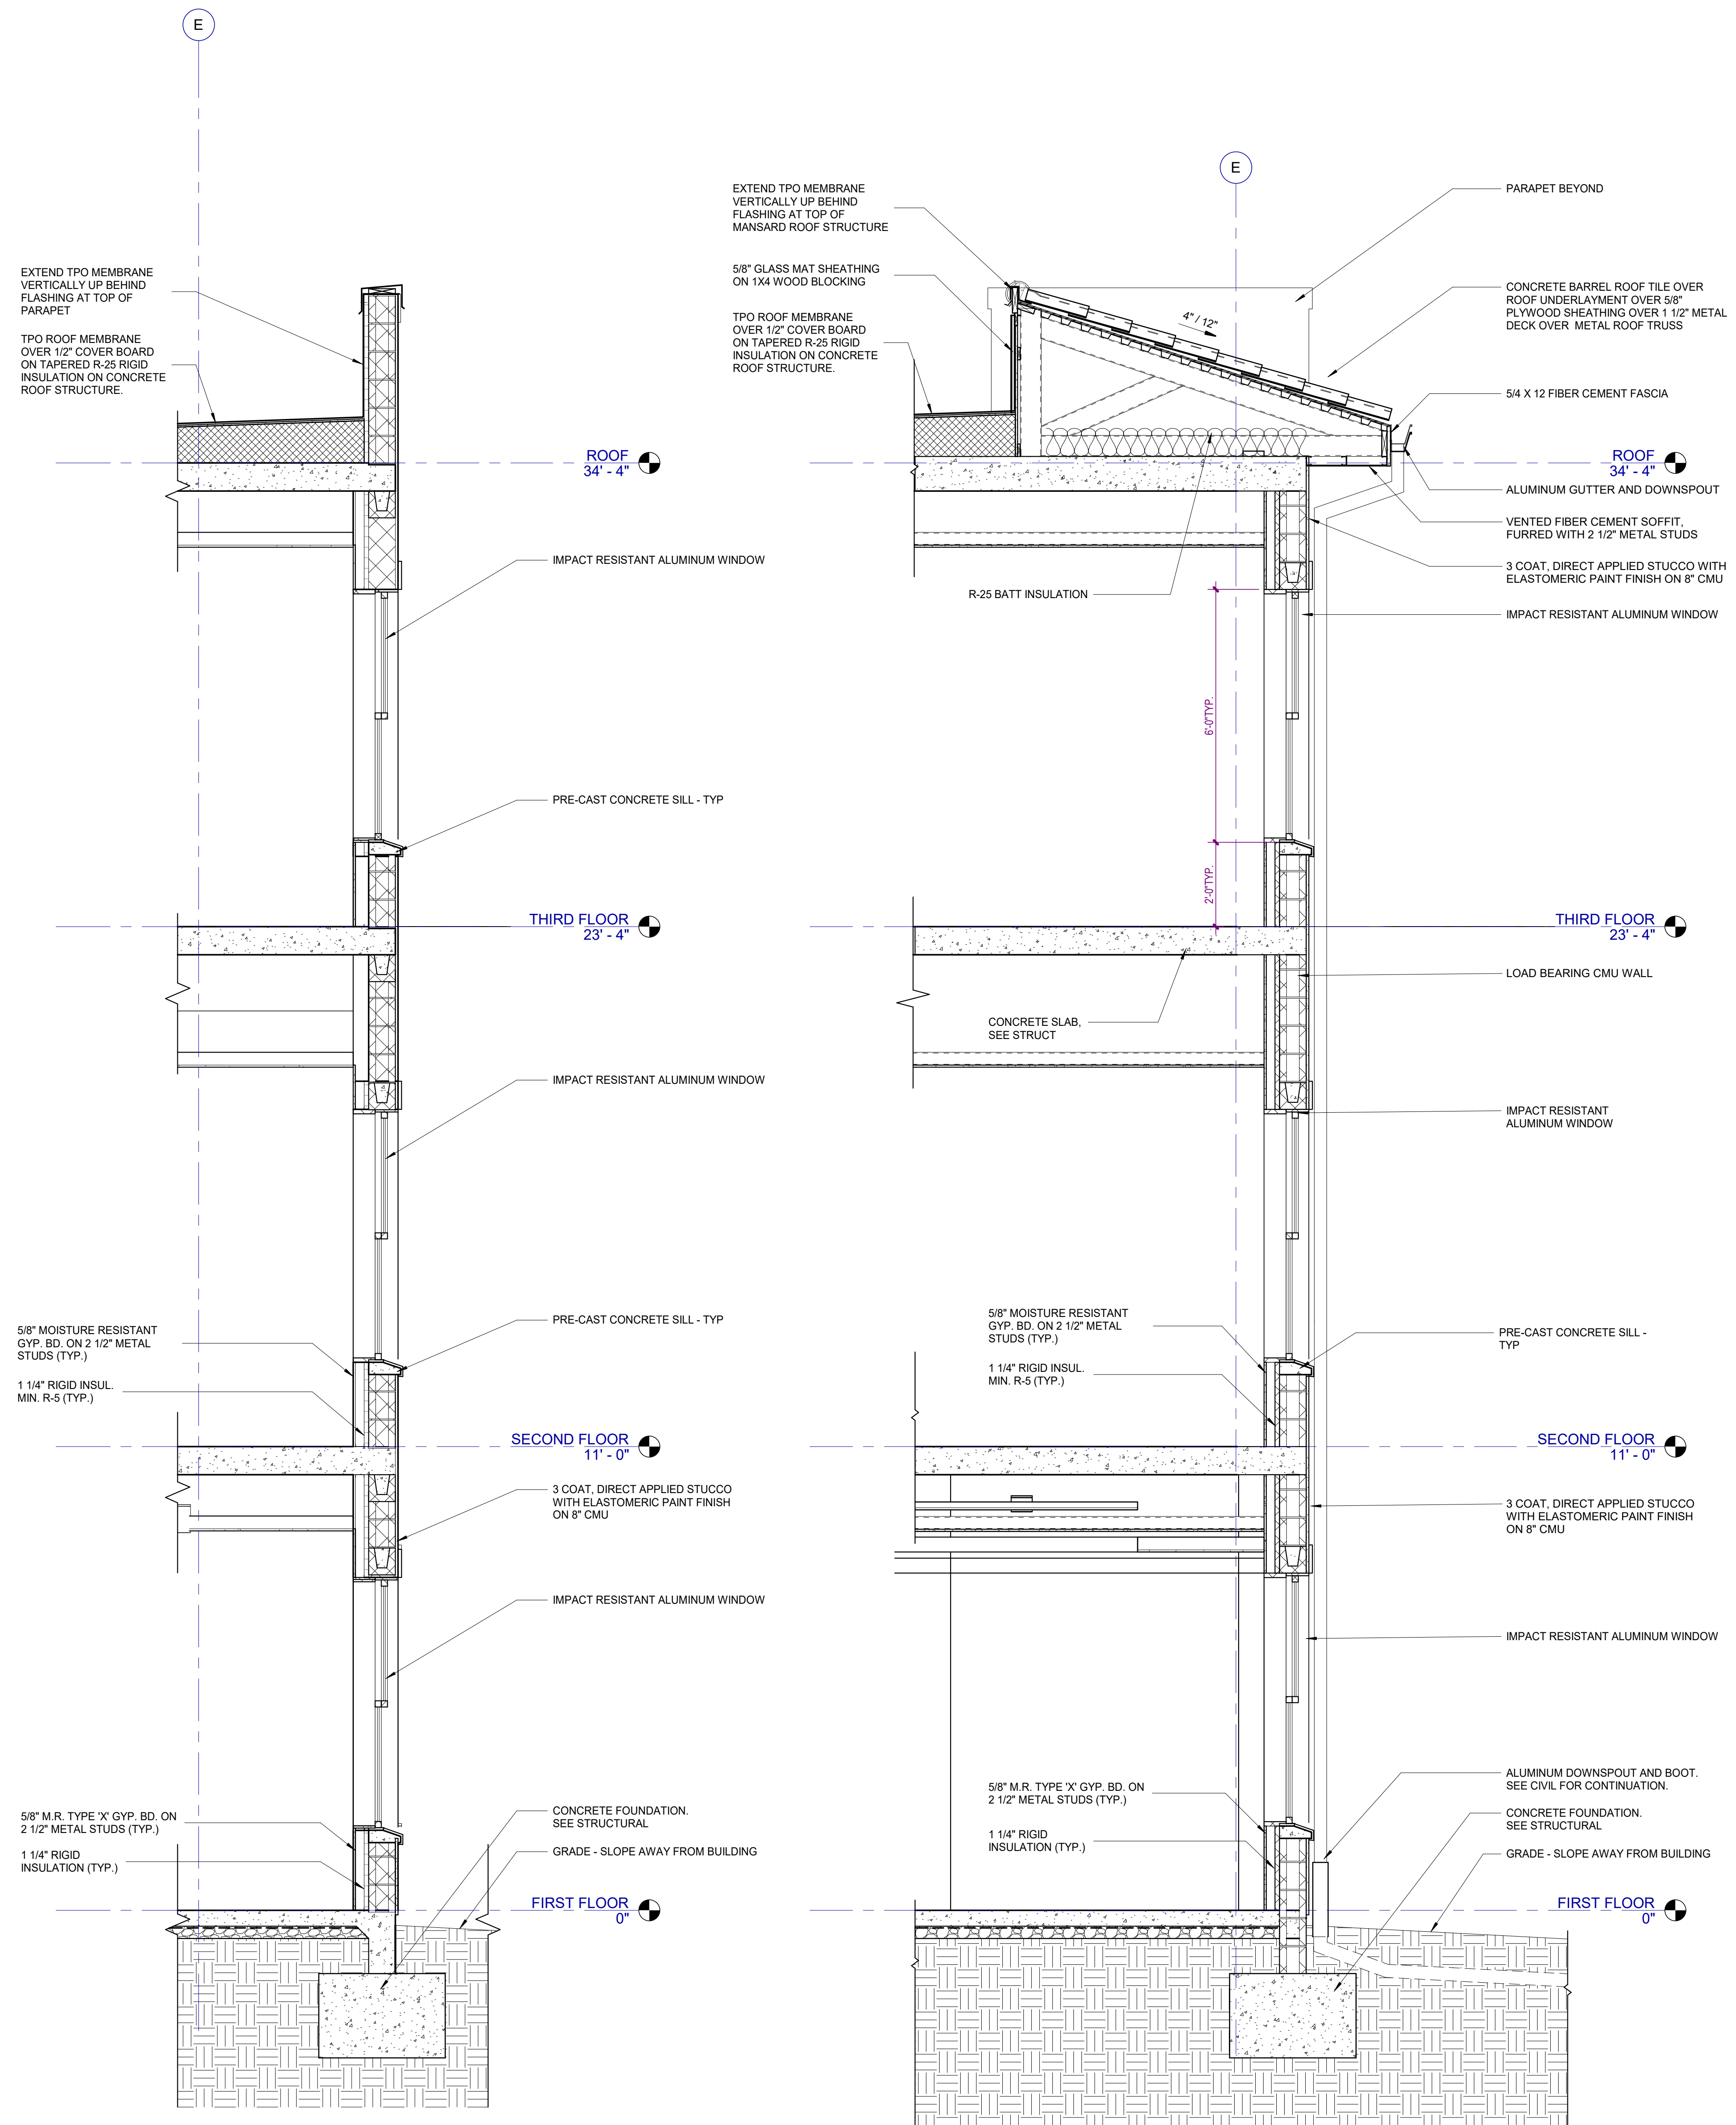 E
EXTEND TPO MEMBRANE
VERTICALLY UP BEHIND
FLASHING AT TOP OF
PARAPET
TPO ROOF MEMBRANE
OVER 1/2" COVER BOARD
ON TAPERED R-25 RIGID
INSULATION ON CONCRETE
ROOF STRUCTURE.
ROOF
34' - 4"
IMPACT RESISTANT ALUMINUM WINDOW
PRE-CAST CONCRETE SILL - TYP
THIRD FLOOR
23' - 4"
IMPACT RESISTANT ALUMINUM WINDOW
PRE-CAST CONCRETE SILL - TYP
5/8" MOISTURE RESISTANT
GYP. BD. ON 2 1/2" METAL
STUDS (TYP.)
1 1/4" RIGID INSUL.
MIN. R-5 (TYP.)
SECOND FLOOR
11' - 0"
3 COAT, DIRECT APPLIED STUCCO
WITH ELASTOMERIC PAINT FINISH
ON 8" CMU
IMPACT RESISTANT ALUMINUM WINDOW
5/8" M.R. TYPE 'X' GYP. BD. ON
2 1/2" METAL STUDS (TYP.)
1 1/4" RIGID
INSULATION (TYP.)
CONCRETE FOUNDATION.
SEE STRUCTURAL
GRADE - SLOPE AWAY FROM BUILDING
FIRST FLOOR
0"
E
EXTEND TPO MEMBRANE
VERTICALLY UP BEHIND
FLASHING AT TOP OF
MANSARD ROOF STRUCTURE
5/8" GLASS MAT SHEATHING
ON 1X4 WOOD BLOCKING
TPO ROOF MEMBRANE
OVER 1/2" COVER BOARD
ON TAPERED R-25 RIGID
INSULATION ON CONCRETE
ROOF STRUCTURE.
4" / 12"
PARAPET BEYOND
CONCRETE BARREL ROOF TILE OVER
ROOF UNDERLAYMENT OVER 5/8"
PLYWOOD SHEATHING OVER 1 1/2" METAL
DECK OVER METAL ROOF TRUSS
5/4 X 12 FIBER CEMENT FASCIA
ROOF
34' - 4"
ALUMINUM GUTTER AND DOWNSPOUT
VENTED FIBER CEMENT SOFFIT,
FURRED WITH 2 1/2" METAL STUDS
3 COAT, DIRECT APPLIED STUCCO WITH
ELASTOMERIC PAINT FINISH ON 8" CMU
R-25 BATT INSULATION
IMPACT RESISTANT ALUMINUM WINDOW
6'-0"TYP.
2'-0"TYP.
THIRD FLOOR
23' - 4"
LOAD BEARING CMU WALL
CONCRETE SLAB,
SEE STRUCT
IMPACT RESISTANT
ALUMINUM WINDOW
5/8" MOISTURE RESISTANT
GYP. BD. ON 2 1/2" METAL
STUDS (TYP.)
1 1/4" RIGID INSUL.
MIN. R-5 (TYP.)
PRE-CAST CONCRETE SILL -
TYP
SECOND FLOOR
11' - 0"
3 COAT, DIRECT APPLIED STUCCO
WITH ELASTOMERIC PAINT FINISH
ON 8" CMU
IMPACT RESISTANT ALUMINUM WINDOW
5/8" M.R. TYPE 'X' GYP. BD. ON
2 1/2" METAL STUDS (TYP.)
1 1/4" RIGID
INSULATION (TYP.)
ALUMINUM DOWNSPOUT AND BOOT.
SEE CIVIL FOR CONTINUATION.
CONCRETE FOUNDATION.
SEE STRUCTURAL
GRADE - SLOPE AWAY FROM BUILDING
FIRST FLOOR
0"